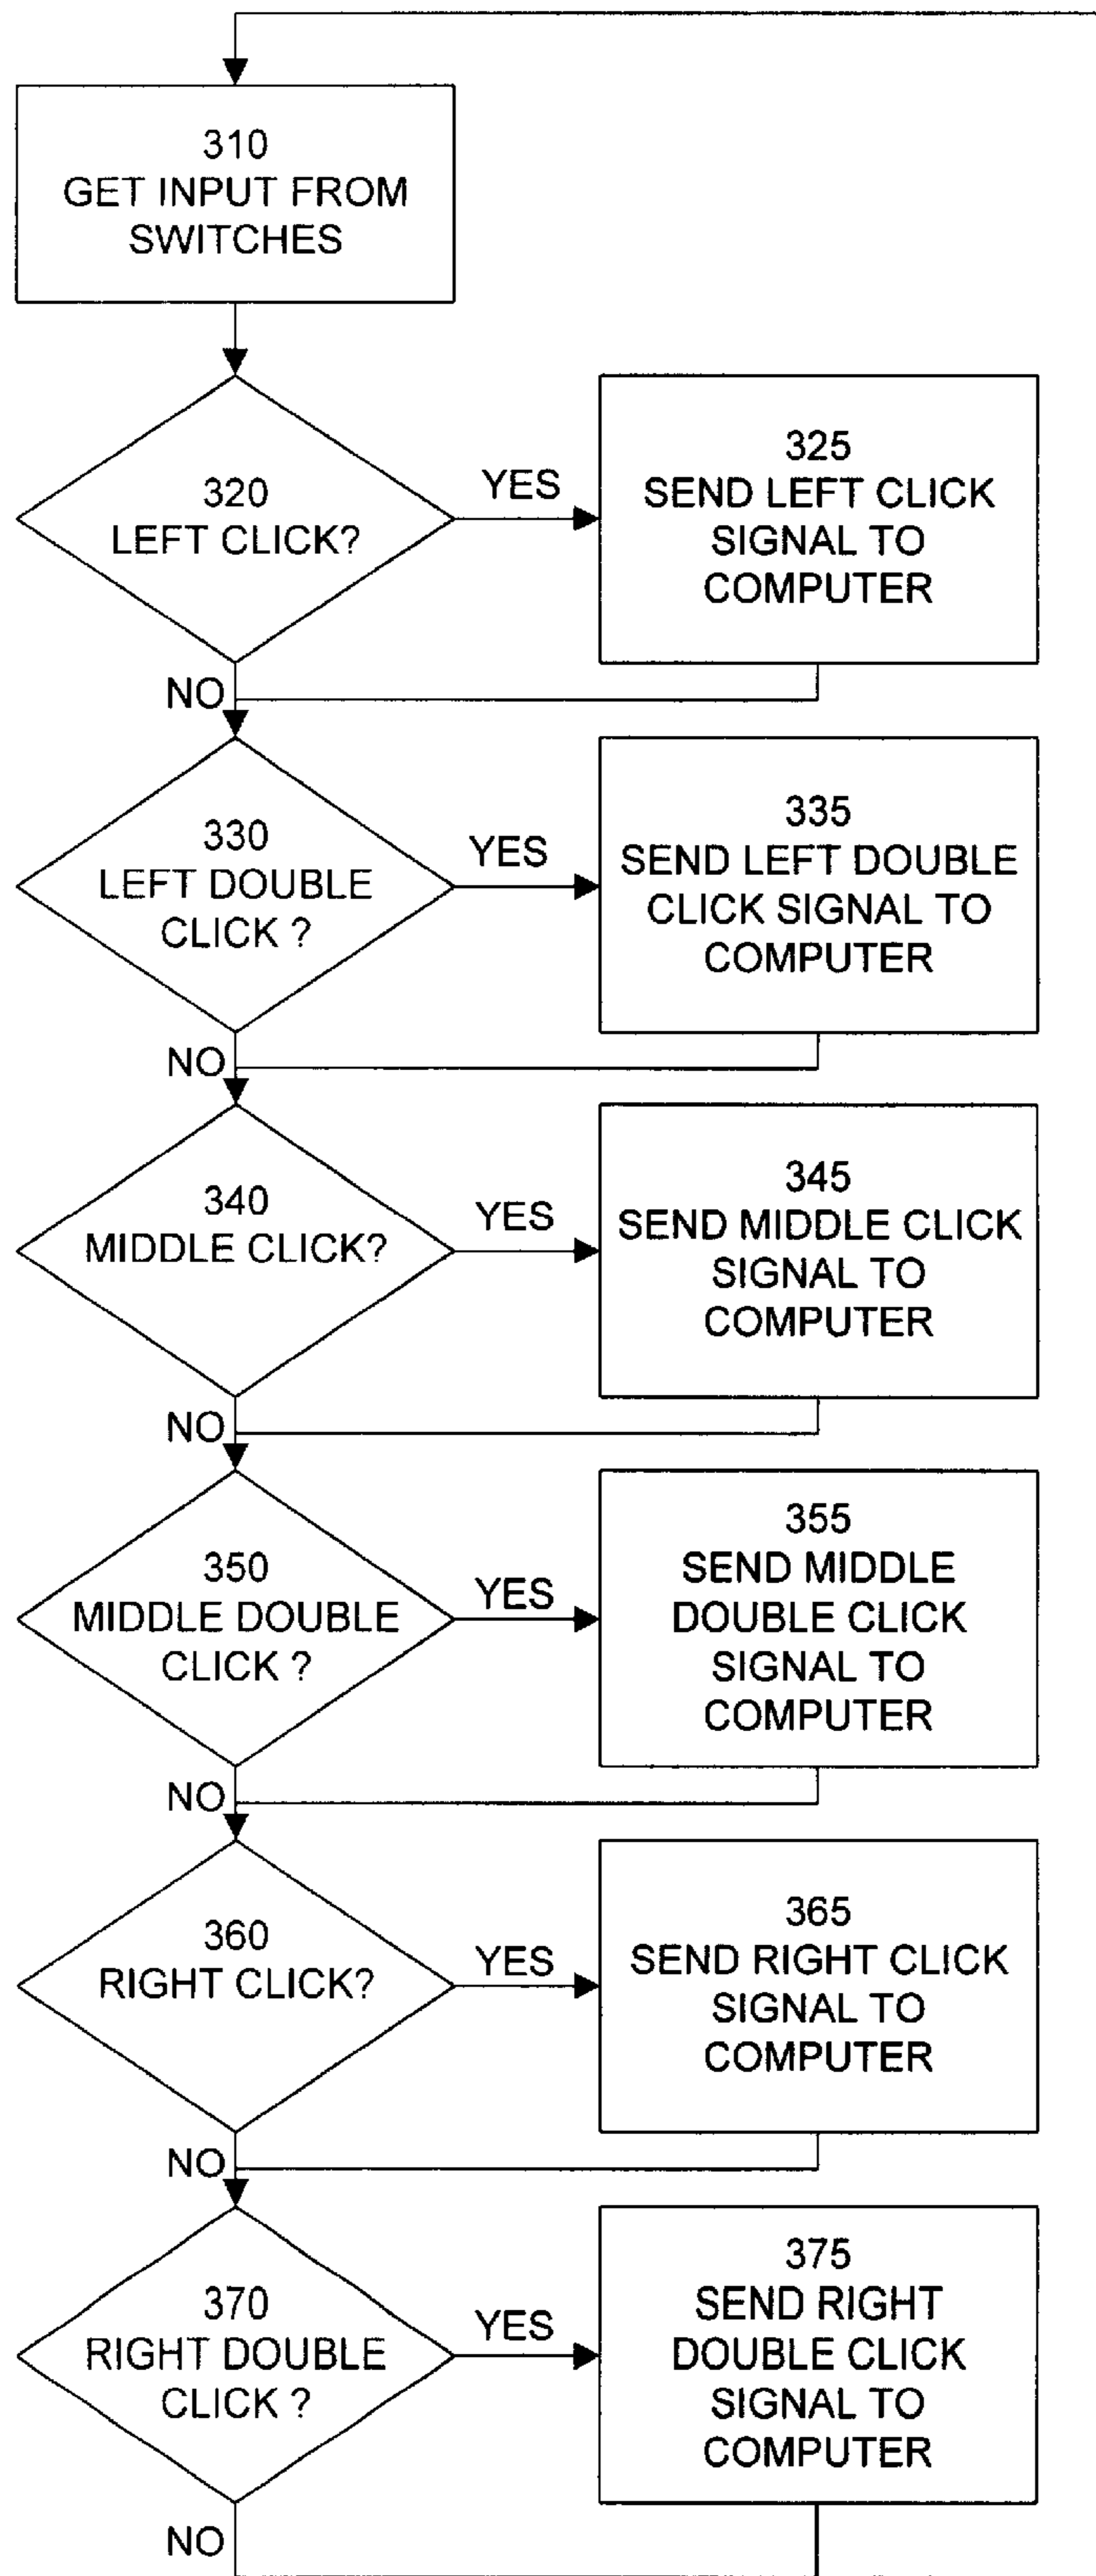 310
GET INPUT FROM
SWITCHES
320
LEFT CLICK?
YES
325
SEND LEFT CLICK
SIGNAL TO
COMPUTER
NO
330
LEFT DOUBLE
CLICK ?
YES
335
SEND LEFT DOUBLE
CLICK SIGNAL TO
COMPUTER
NO
340
MIDDLE CLICK?
YES
345
SEND MIDDLE CLICK
SIGNAL TO
COMPUTER
NO
350
MIDDLE DOUBLE
CLICK ?
YES
355
SEND MIDDLE
DOUBLE CLICK
SIGNAL TO
COMPUTER
NO
360
RIGHT CLICK?
YES
365
SEND RIGHT CLICK
SIGNAL TO
COMPUTER
NO
370
RIGHT DOUBLE
CLICK ?
YES
375
SEND RIGHT
DOUBLE CLICK
SIGNAL TO
COMPUTER
NO